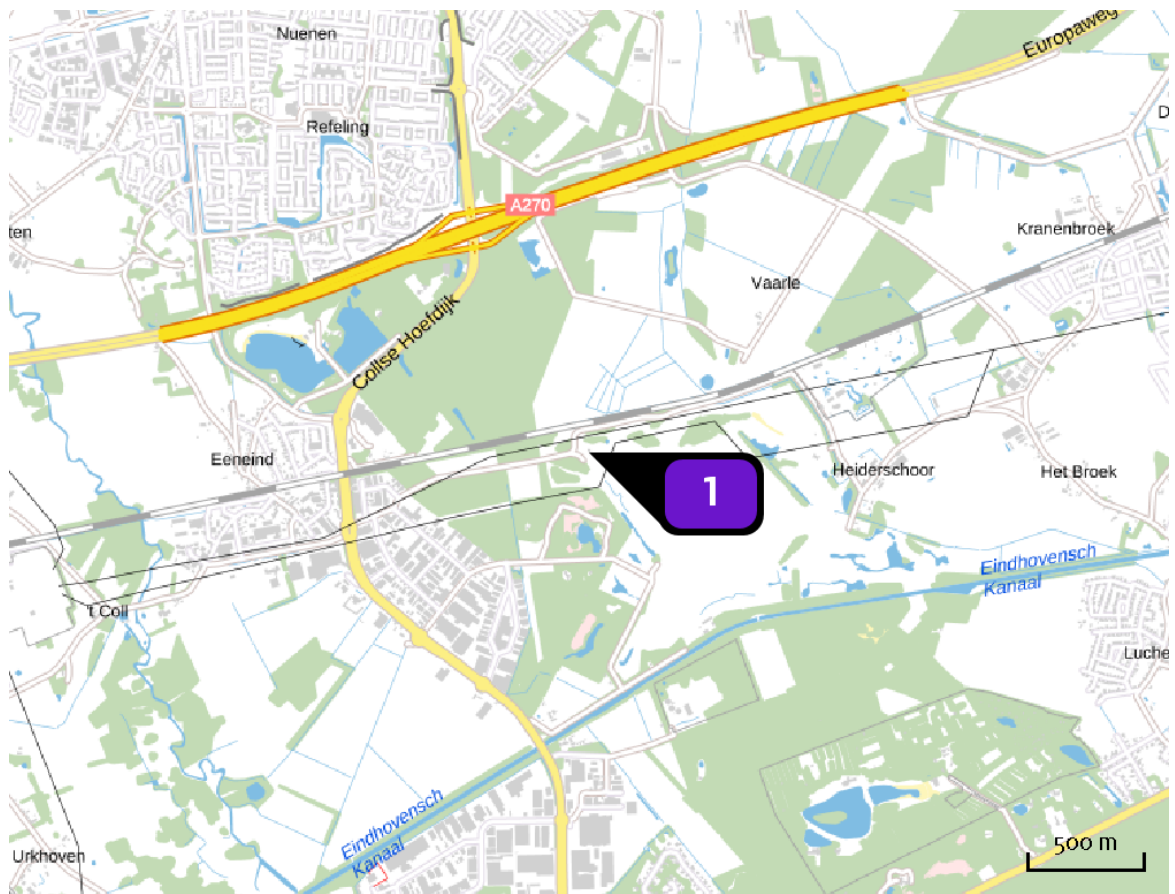 Nuenen
Europaweg
Refeling
D
A270
ten
Kranenbroek
Vaarle
Collse Hoefdijk
Eeneind
Heiderschoor
Het Broek
1
Eindhovensch
Kanaal
't Coll
Luche
Eindhovensch
Kanaal
Urkhoven
500 m